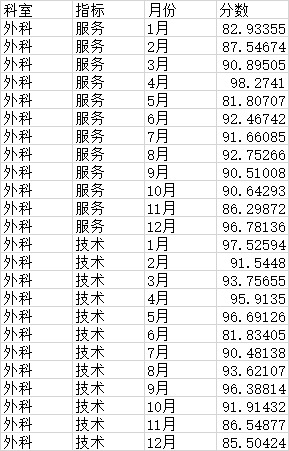 科室 指标 月份 分数
外科 服务 1月 82.93355
外科 服务 2月 87.54674
外科 服务 3月 90.89505
外科 服务 4月 98.2741
外科 服务 5月 81.80707
外科 服务 6月 92.46742
外科 服务 7月 91.66085
外科 服务 8月 92.75266
外科 服务 9月 90.51008
外科 服务 10月 90.64293
外科 服务 11月 86.29872
外科 服务 12月 96.78136
外科 技术 1月 97.52594
外科 技术 2月 91.5448
外科 技术 3月 93.75655
外科 技术 4月 95.9135
外科 技术 5月 96.69126
外科 技术 6月 81.83405
外科 技术 7月 90.48138
外科 技术 8月 93.62107
外科 技术 9月 96.38814
外科 技术 10月 91.91432
外科 技术 11月 86.54877
外科 技术 12月 85.50424